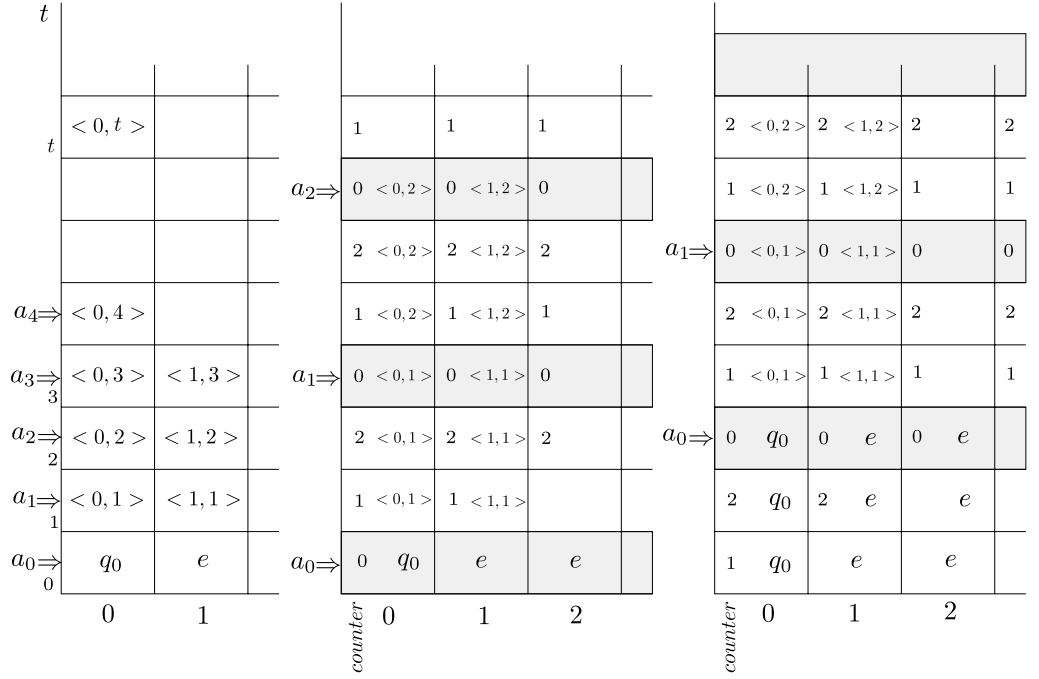 t
< 0, t >
t
a₄⇒ < 0, 4 >
a₃⇒ < 0, 3 > < 1, 3 >
3
a₂⇒ < 0, 2 > < 1, 2 >
2
a₁⇒ < 0, 1 > < 1, 1 >
1
a₀⇒ q₀ e
0
0 1
1 1 1
a₂⇒ 0 < 0, 2 > 0 < 1, 2 > 0
2 < 0, 2 > 2 < 1, 2 > 2
1 < 0, 2 > 1 < 1, 2 > 1
a₁⇒ 0 < 0, 1 > 0 < 1, 1 > 0
2 < 0, 1 > 2 < 1, 1 > 2
1 < 0, 1 > 1 < 1, 1 >
a₀⇒ 0 q₀ e e
counter 0 1 2
2 < 0, 2 > 2 < 1, 2 > 2 2
1 < 0, 2 > 1 < 1, 2 > 1 1
a₁⇒ 0 < 0, 1 > 0 < 1, 1 > 0 0
2 < 0, 1 > 2 < 1, 1 > 2 2
1 < 0, 1 > 1 < 1, 1 > 1 1
a₀⇒ 0 q₀ 0 e 0 e
2 q₀ 2 e e
1 q₀ e e
counter 0 1 2